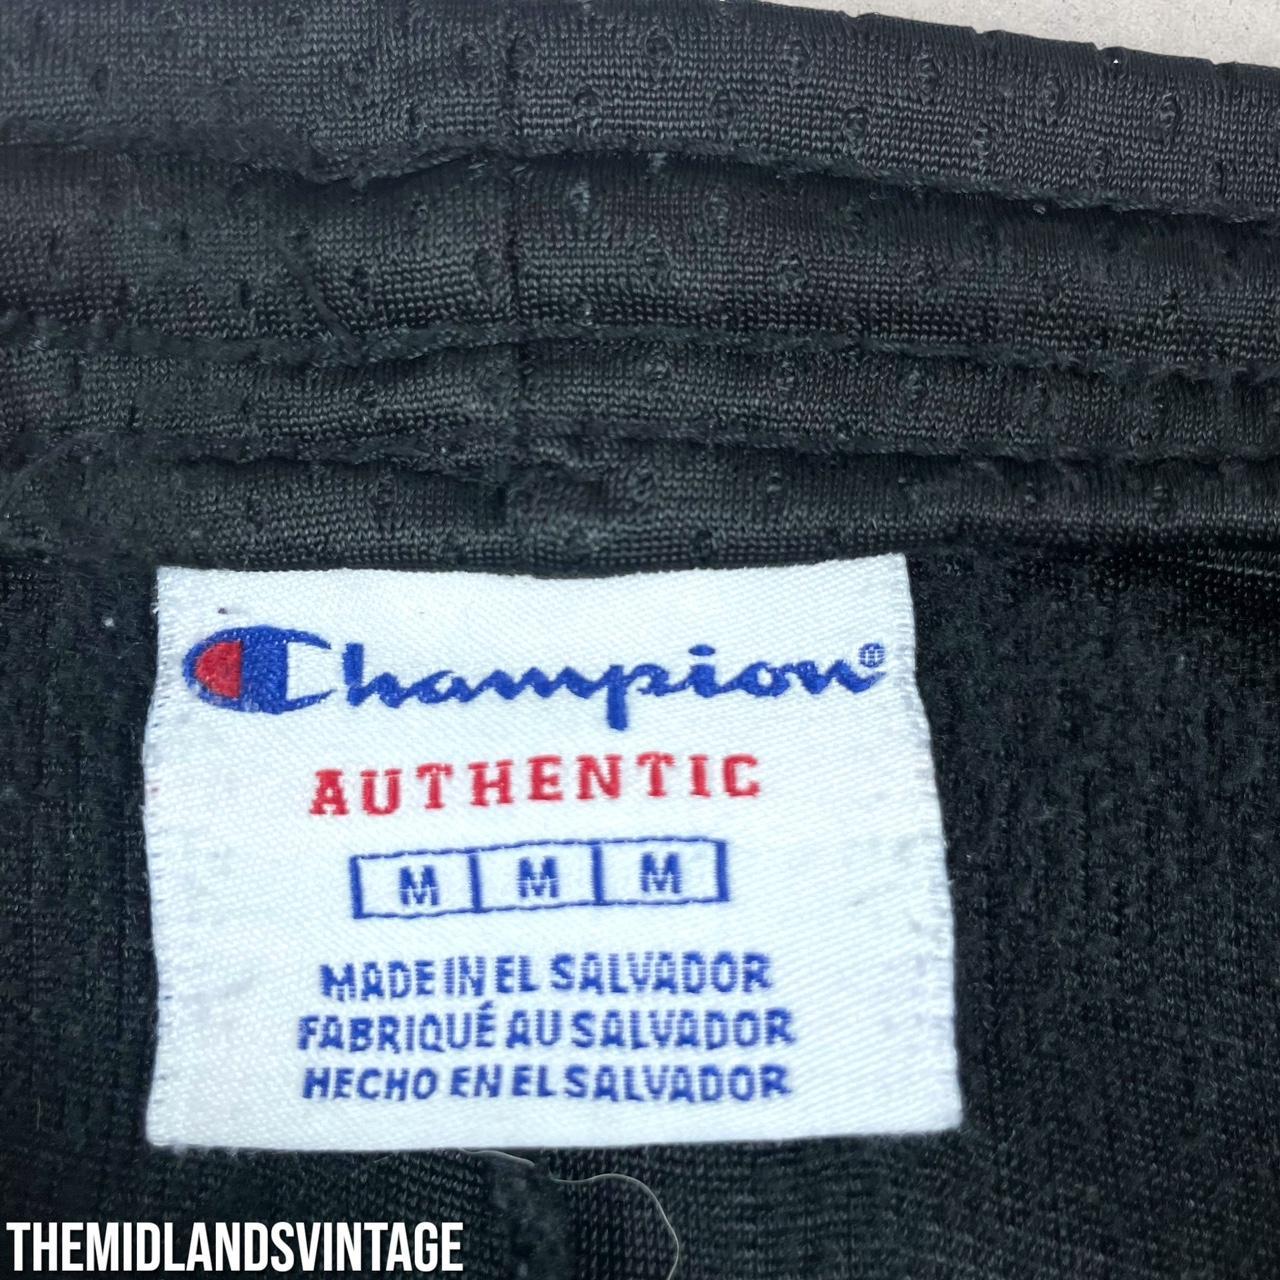 Champion®
AUTHENTIC
M M M
MADE IN EL SALVADOR
FABRIQUÉ AU SALVADOR
HECHO EN EL SALVADOR
THEMIDLANDSVINTAGE